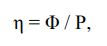 η = Φ / P,